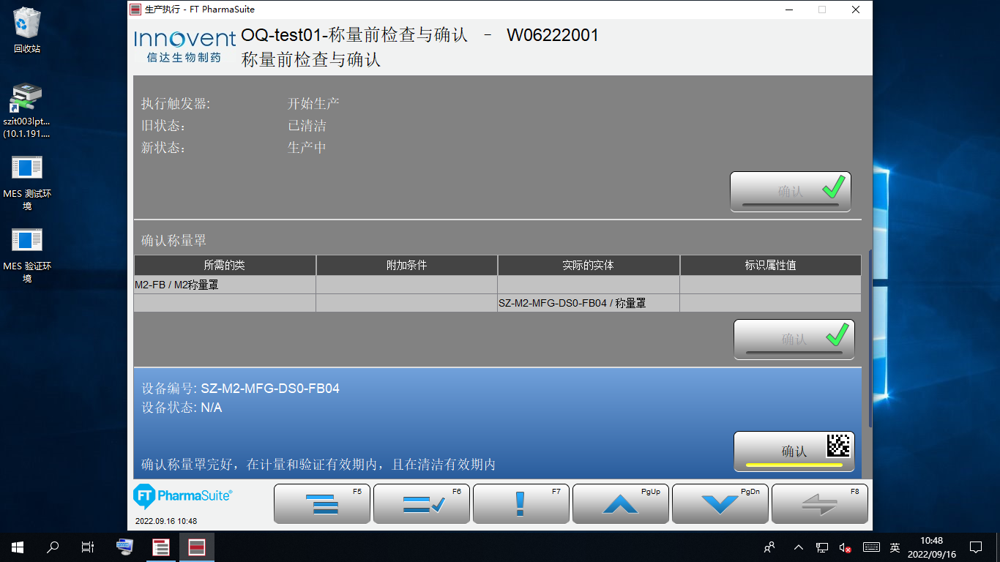 生产执行 - FT PharmaSuite
回收站
szit003lpt...
(10.1.191....
MES 测试环
境
MES 验证环
境
Innovent
信达生物制药
OQ-test01-称量前检查与确认 - W06222001
称量前检查与确认
执行触发器: 开始生产
旧状态: 已清洁
新状态: 生产中
确认
确认称量罩
所需的类 附加条件 实际的实体 标识属性值
M2-FB / M2称量罩
SZ-M2-MFG-DS0-FB04 / 称量罩
确认
设备编号: SZ-M2-MFG-DS0-FB04
设备状态: N/A
确认
确认称量罩完好，在计量和验证有效期内，且在清洁有效期内
FT PharmaSuite®
2022.09.16 10:48
F5 F6 F7 PgUp PgDn F8
英
10:48
2022/09/16